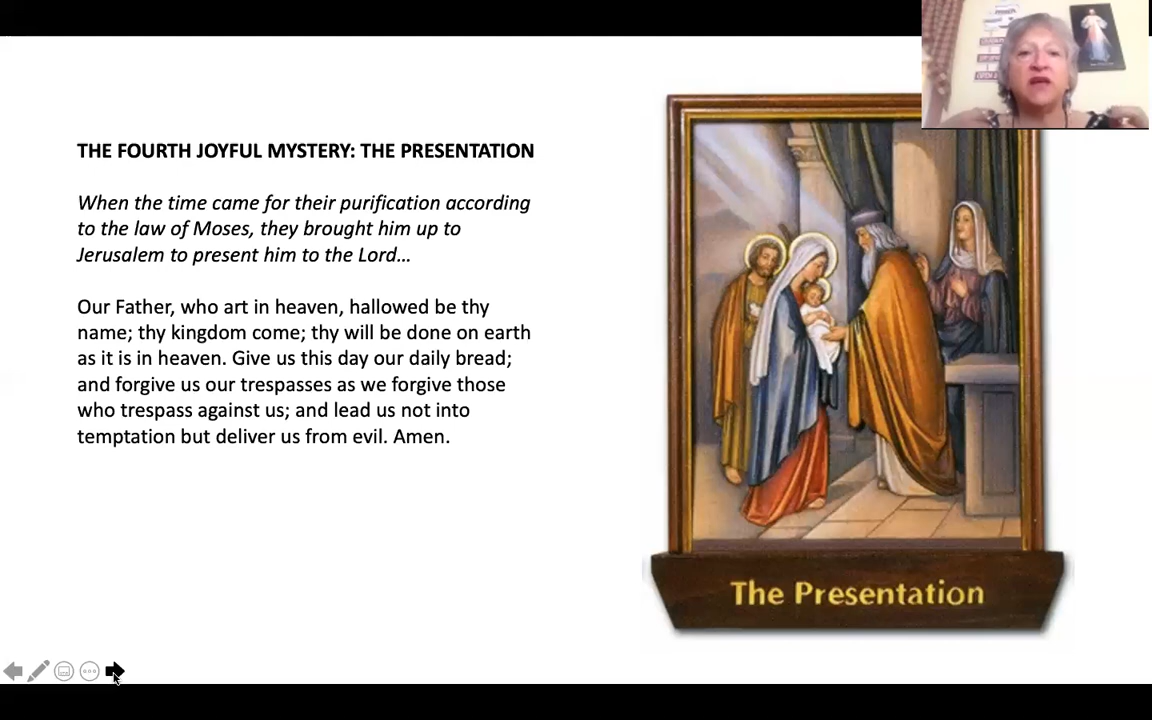 THE FOURTH JOYFUL MYSTERY: THE PRESENTATION
When the time came for their purification according
to the law of Moses, they brought him up to
Jerusalem to present him to the Lord…
Our Father, who art in heaven, hallowed be thy
name; thy kingdom come; thy will be done on earth
as it is in heaven. Give us this day our daily bread;
and forgive us our trespasses as we forgive those
who trespass against us; and lead us not into
temptation but deliver us from evil. Amen.
The Presentation